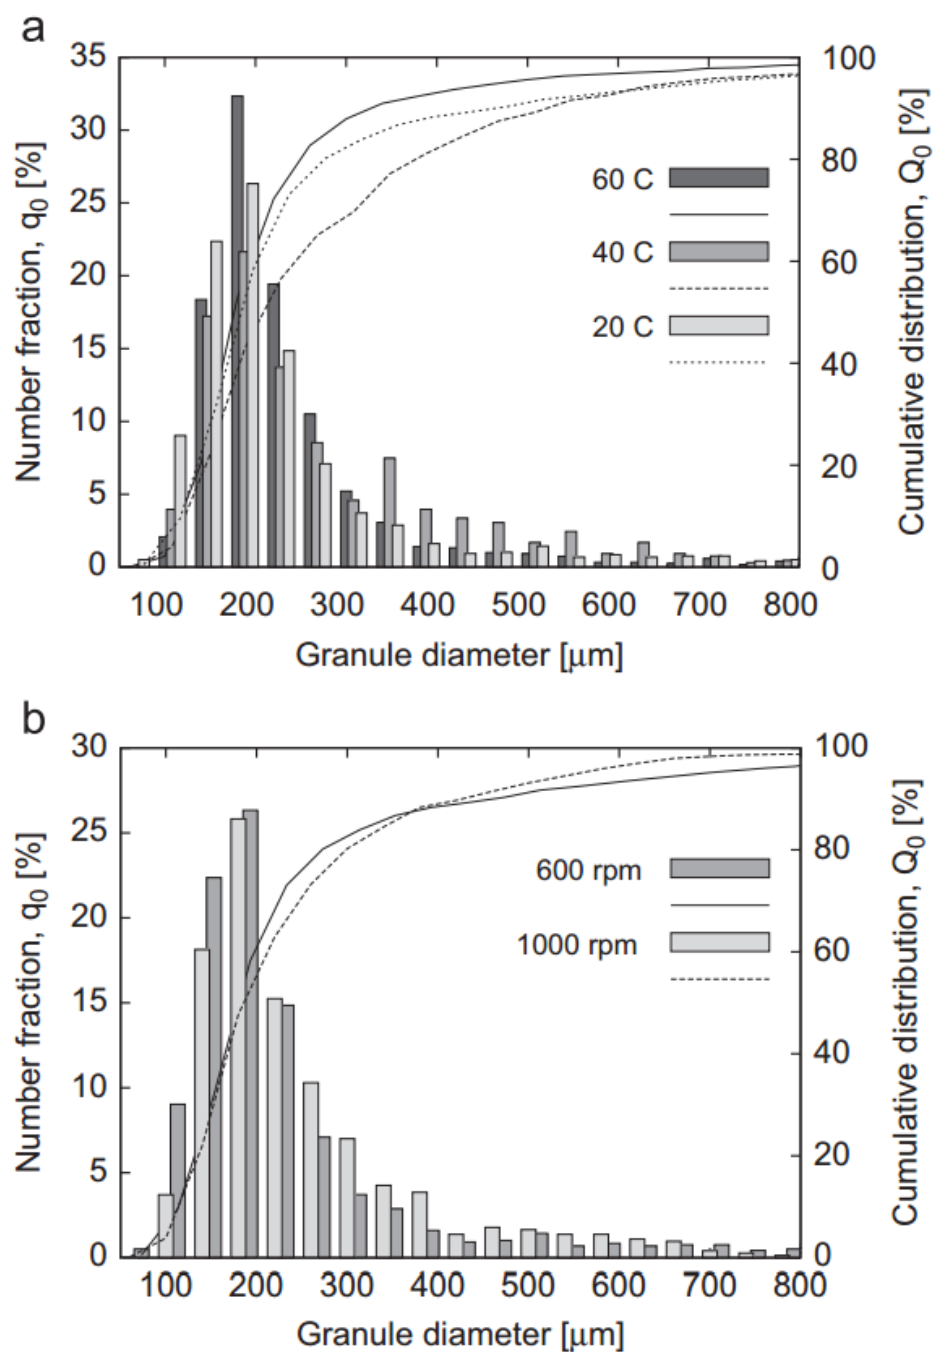 a
35
30
25
20
15
10
5
0
Number fraction, q0 [%]
60 C
40 C
20 C
100
80
60
40
20
0
Cumulative distribution, Q0 [%]
100 200 300 400 500 600 700 800
Granule diameter [μm]
b
30
25
20
15
10
5
0
Number fraction, q0 [%]
600 rpm
1000 rpm
100
80
60
40
20
0
Cumulative distribution, Q0 [%]
100 200 300 400 500 600 700 800
Granule diameter [μm]